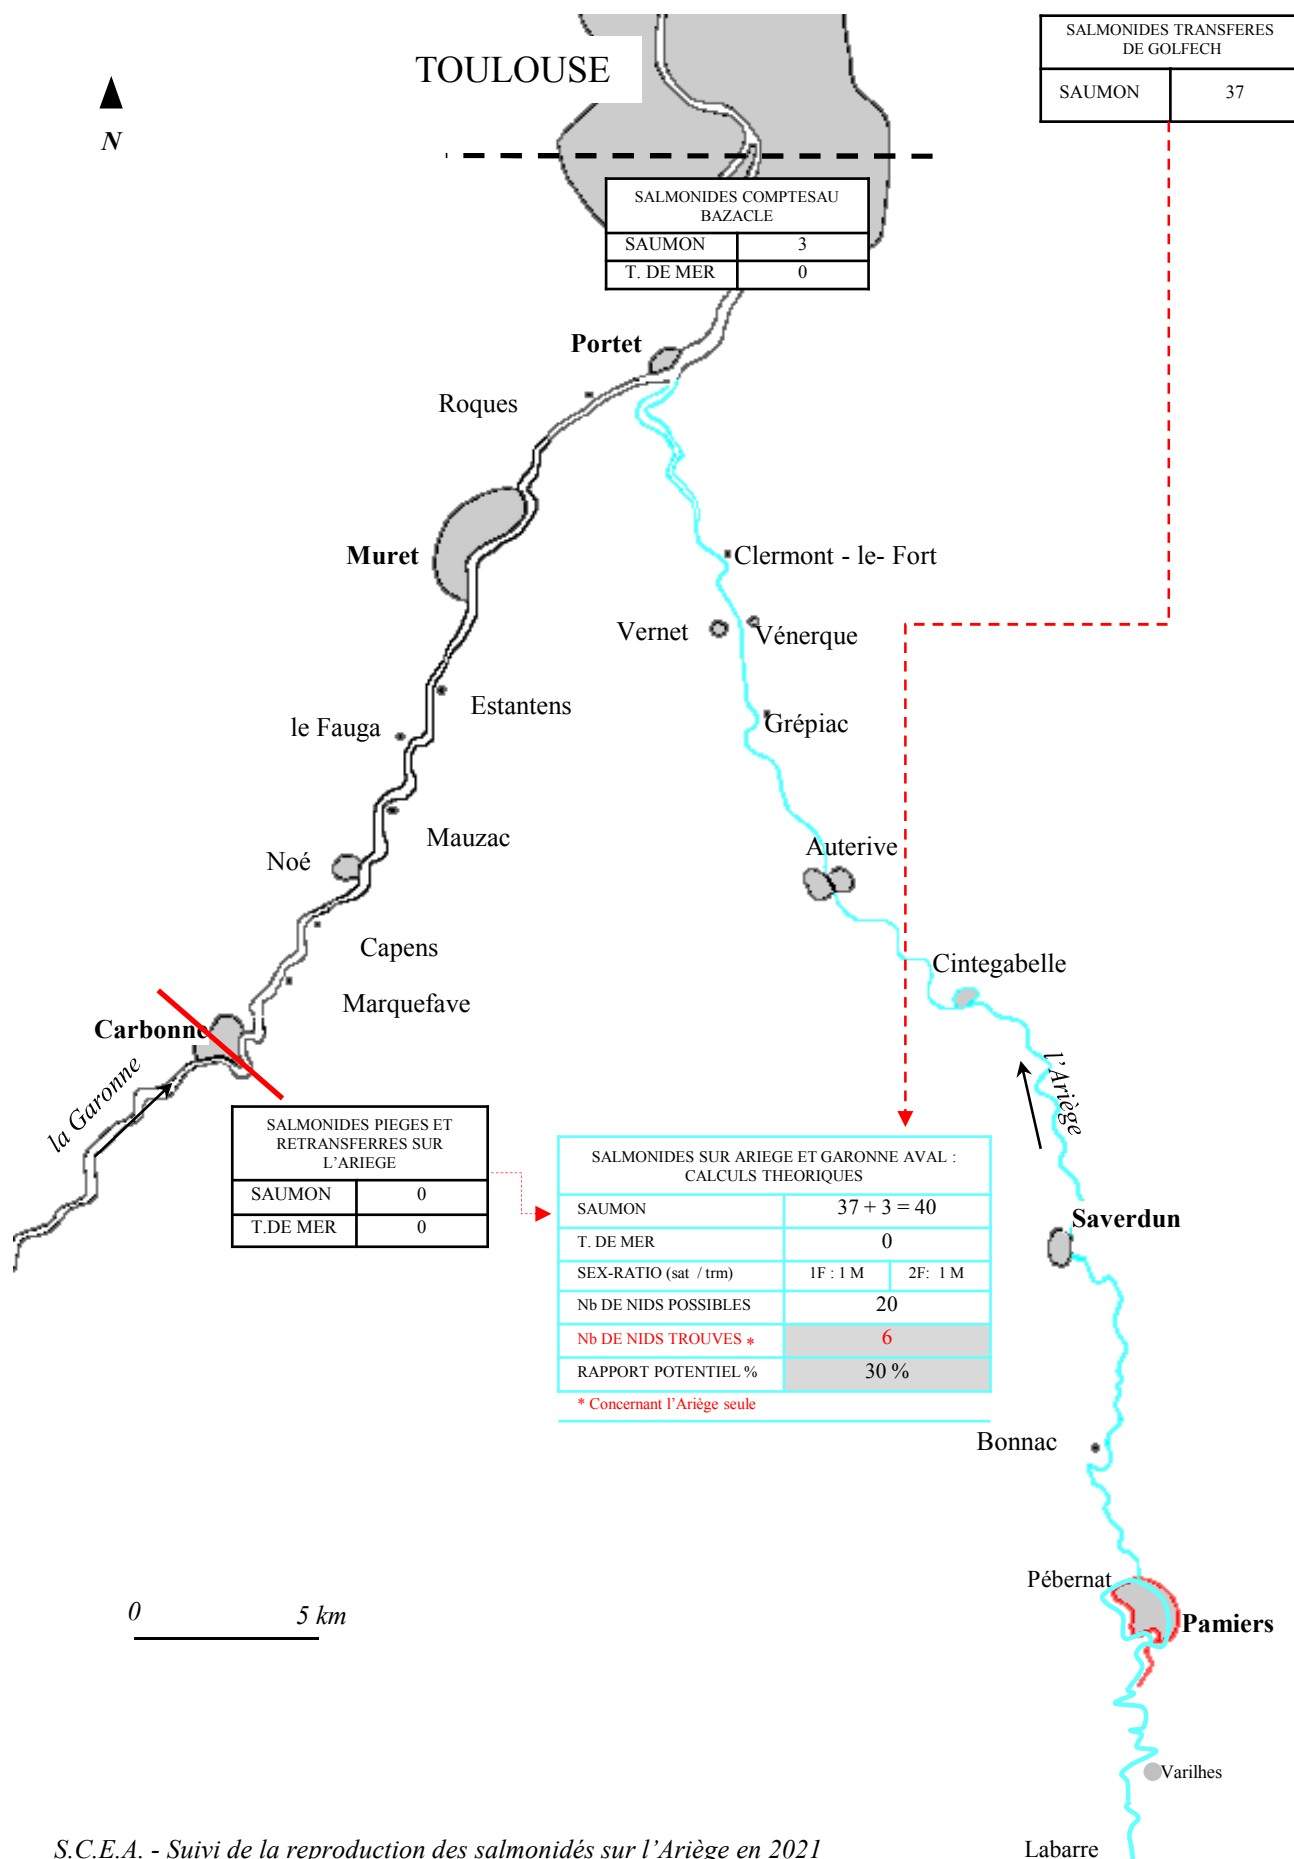 SALMONIDES TRANSFERES
DE GOLFECH
SAUMON 37
TOULOUSE
N
SALMONIDES COMPTESAU
BAZACLE
SAUMON 3
T. DE MER 0
Portet
Roques
Muret
Clermont - le- Fort
Vernet
Vénerque
Estantens
le Fauga
Grépiac
Mauzac
Noé
Auterive
Capens
Cintegabelle
Marquefave
Carbonne
la Garonne
l'Ariège
SALMONIDES PIEGES ET
RETRANSFERRES SUR
L'ARIEGE
SAUMON 0
T.DE MER 0
SALMONIDES SUR ARIEGE ET GARONNE AVAL :
CALCULS THEORIQUES
SAUMON 37 + 3 = 40
T. DE MER 0
SEX-RATIO (sat / trm) 1F : 1 M 2F: 1 M
Nb DE NIDS POSSIBLES 20
Nb DE NIDS TROUVES * 6
RAPPORT POTENTIEL % 30 %
* Concernant l'Ariège seule
Saverdun
Bonnac
Pébernat
Pamiers
0 5 km
Varilhes
S.C.E.A. - Suivi de la reproduction des salmonidés sur l'Ariège en 2021
Labarre